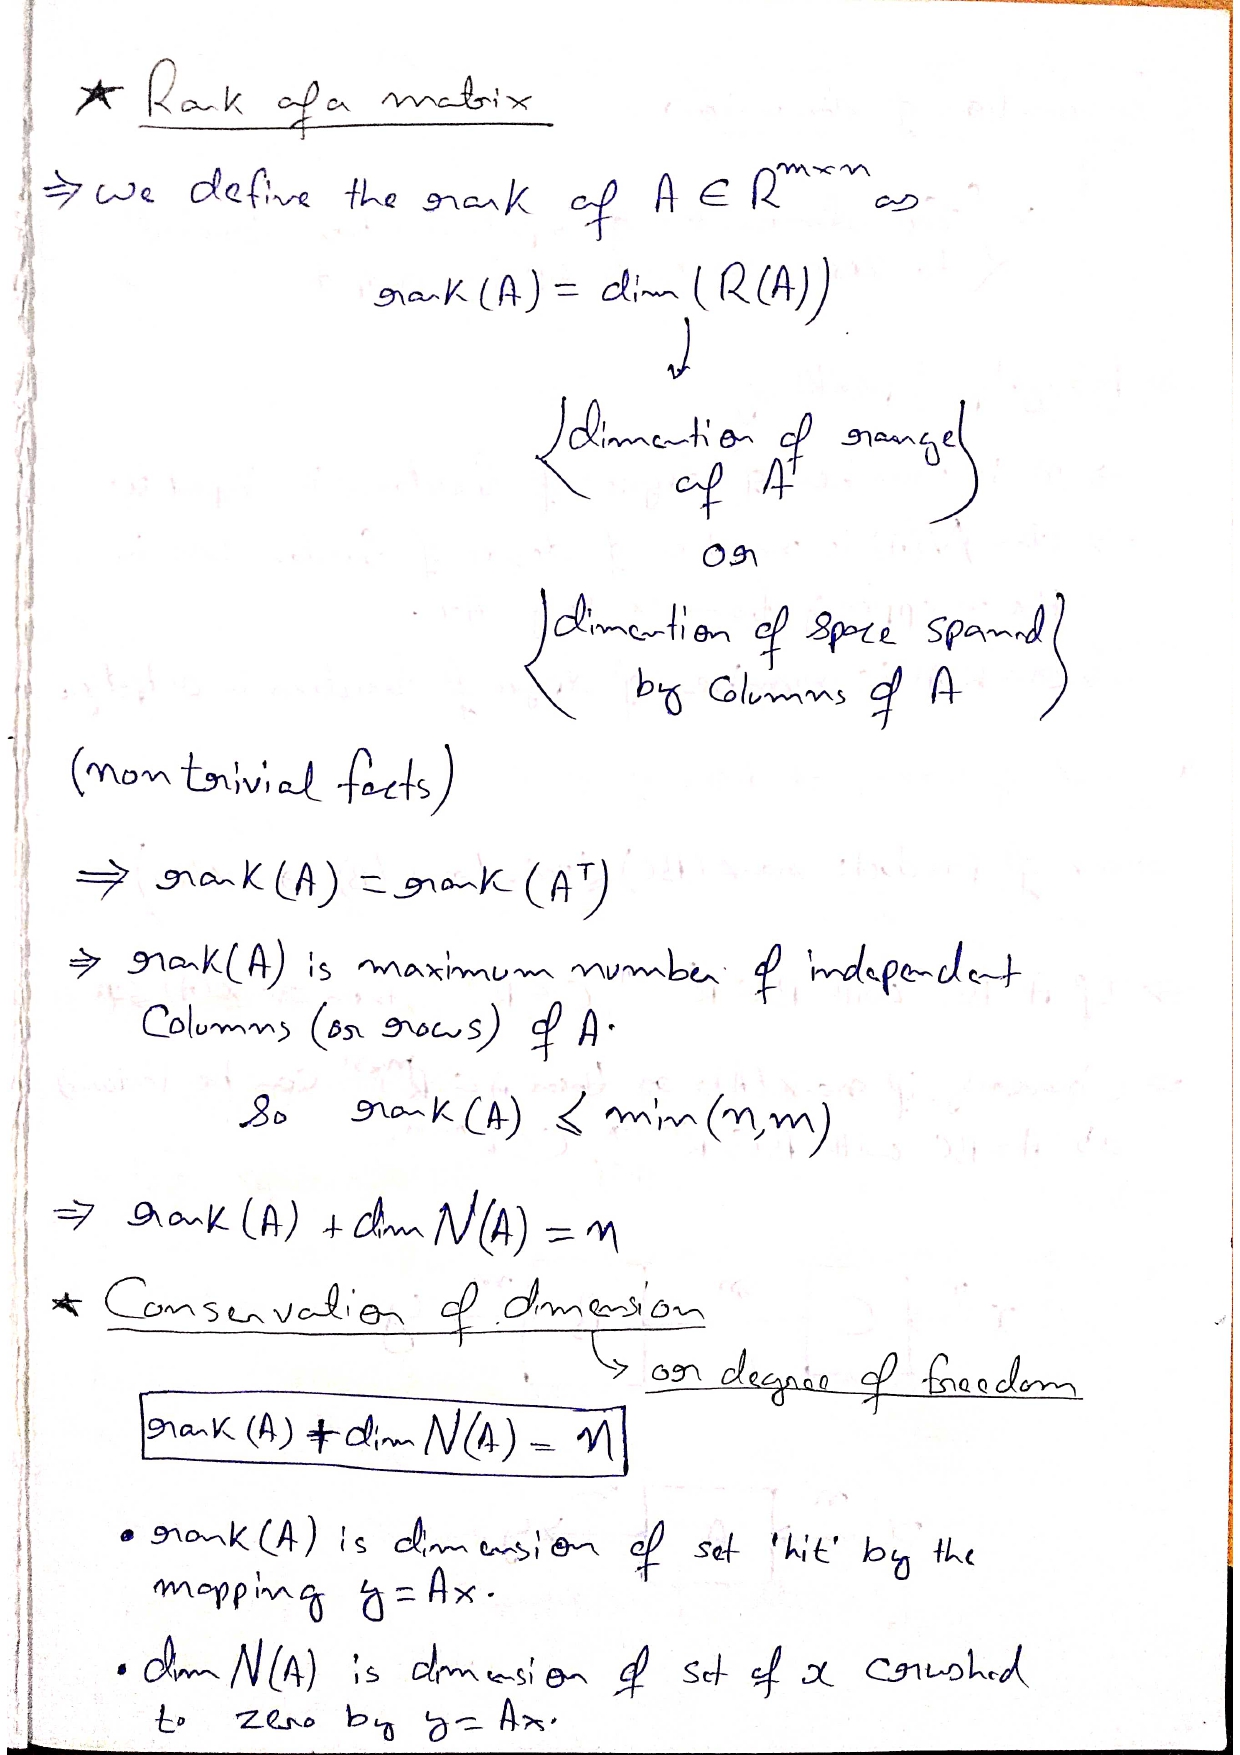 ★ Rank of a matrix
⇒ we define the rank of A ∈ R^{m×n} as
rank(A) = dim(R(A))
↓
{dimention of range
of A}
or
{dimention of space spannd
by Columns of A}
(non trivial facts)
⇒ rank(A) = rank(A^T)
⇒ rank(A) is maximum number of independent
Columns (or rows) of A.
So rank(A) ≤ min(n,m)
⇒ rank(A) + dim N(A) = n
★ Conservation of dimension
↳ or degree of freedom
rank(A) + dim N(A) = n
• rank(A) is dimension of set 'hit' by the
mapping y = Ax.
• dim N(A) is dimension of set of x crushed
to zero by y = Ax.